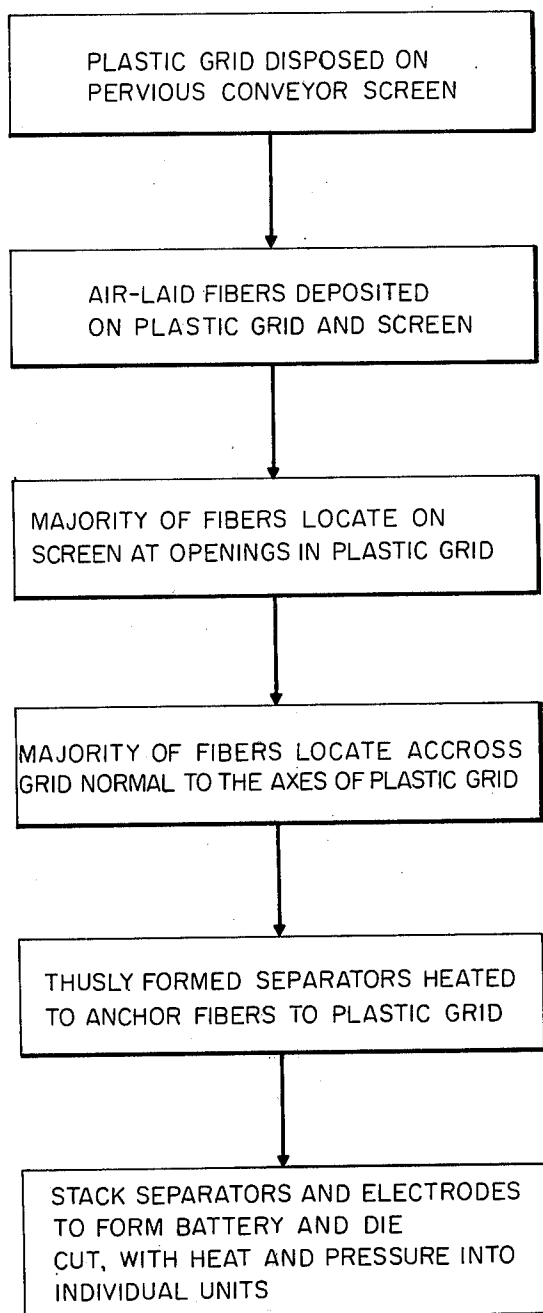 PLASTIC GRID DISPOSED ON
PERVIOUS CONVEYOR SCREEN
AIR-LAID FIBERS DEPOSITED
ON PLASTIC GRID AND SCREEN
MAJORITY OF FIBERS LOCATE ON
SCREEN AT OPENINGS IN PLASTIC GRID
MAJORITY OF FIBERS LOCATE ACCROSS
GRID NORMAL TO THE AXES OF PLASTIC GRID
THUSLY FORMED SEPARATORS HEATED
TO ANCHOR FIBERS TO PLASTIC GRID
STACK SEPARATORS AND ELECTRODES
TO FORM BATTERY AND DIE
CUT, WITH HEAT AND PRESSURE INTO
INDIVIDUAL UNITS